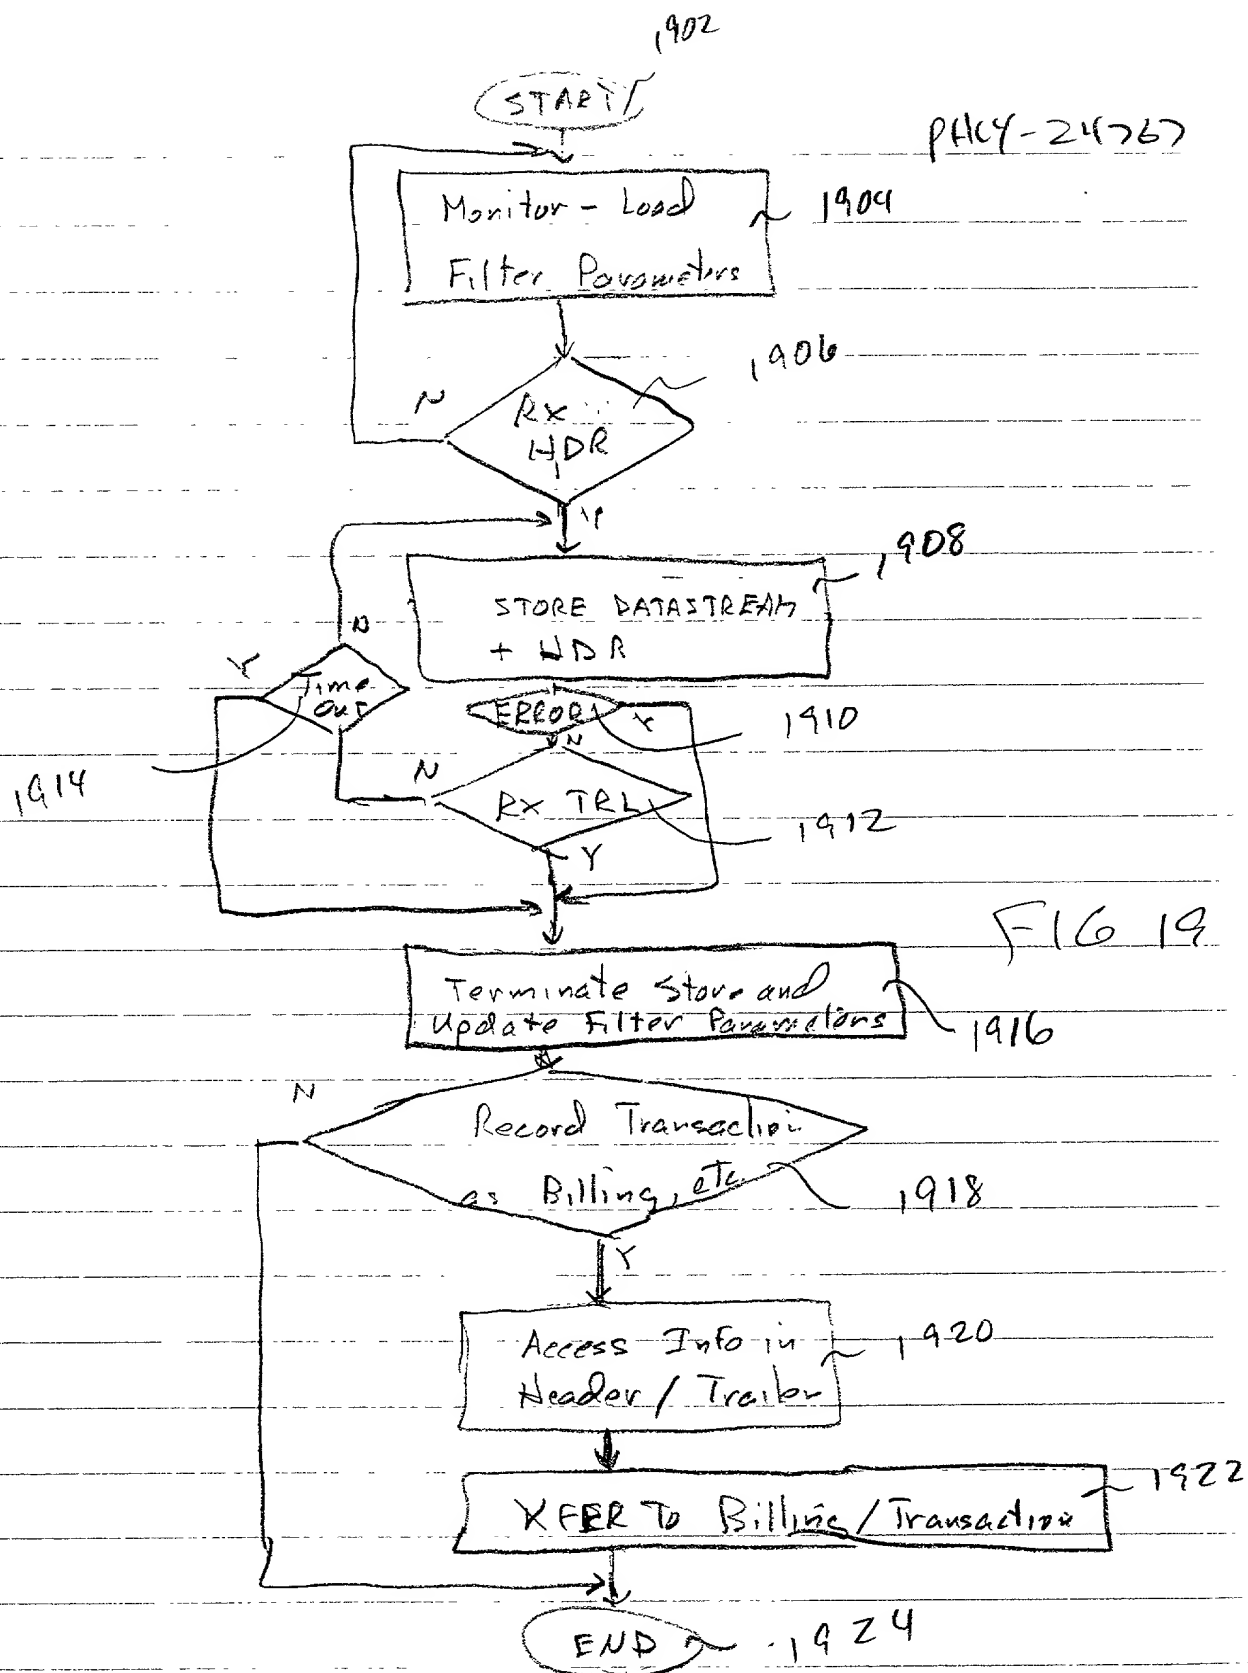 1902
START
PHCY-24767
Monitor - Load
Filter Parameters
1904
1906
N
Rx
HDR
Y
1908
STORE DATASTREAM
+ HDR
N
Y
Time
Out
ERROR
Y
1910
N
1914
N
RX TRL
1912
Y
FIG 19
Terminate Store and
Update Filter Parameters
1916
N
Record Transaction
as Billing, etc.
1918
Y
Access Info in
Header / Trailer
1920
XFER To Billing / Transaction
1922
END
1924